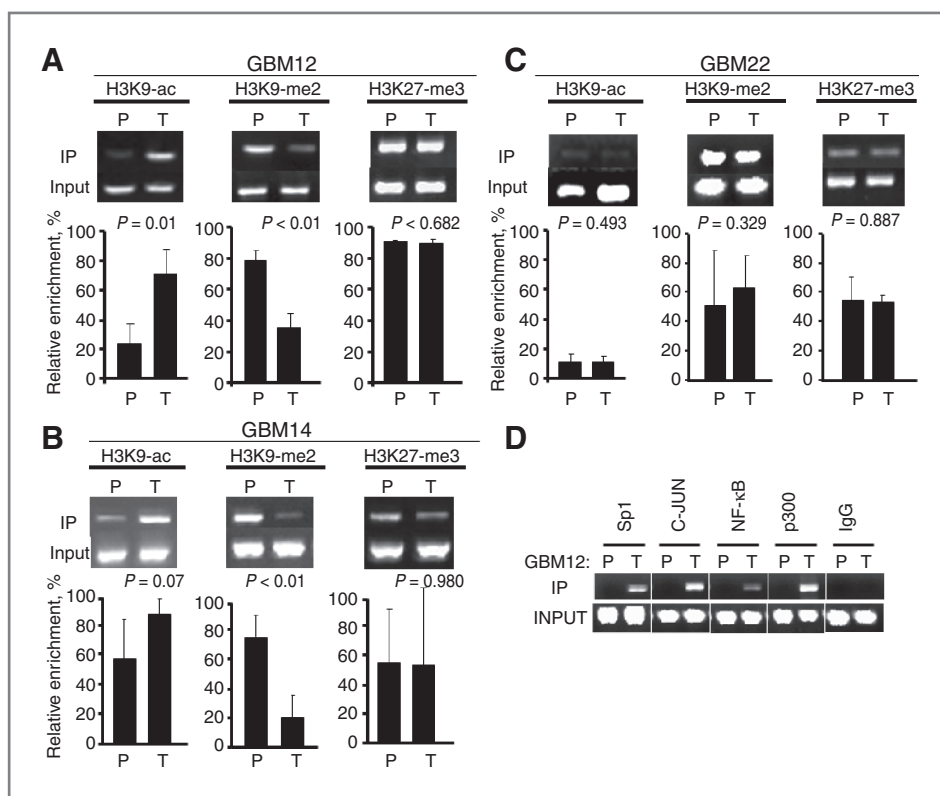 A
GBM12
H3K9-ac H3K9-me2 H3K27-me3
P T P T P T
IP
Input
P = 0.01 P < 0.01 P < 0.682
Relative enrichment, %
100 100 100
80 80 80
60 60 60
40 40 40
20 20 20
0 0 0
P T P T P T
B
GBM14
H3K9-ac H3K9-me2 H3K27-me3
P T P T P T
IP
Input
P = 0.07 P < 0.01 P = 0.980
Relative enrichment, %
100 100 100
80 80 80
60 60 60
40 40 40
20 20 20
0 0 0
P T P T P T
C
GBM22
H3K9-ac H3K9-me2 H3K27-me3
P T P T P T
IP
Input
P = 0.493 P = 0.329 P = 0.887
Relative enrichment, %
100 100 100
80 80 80
60 60 60
40 40 40
20 20 20
0 0 0
P T P T P T
D
Sp1 C-JUN NF-κB p300 IgG
GBM12: P T P T P T P T P T
IP
INPUT